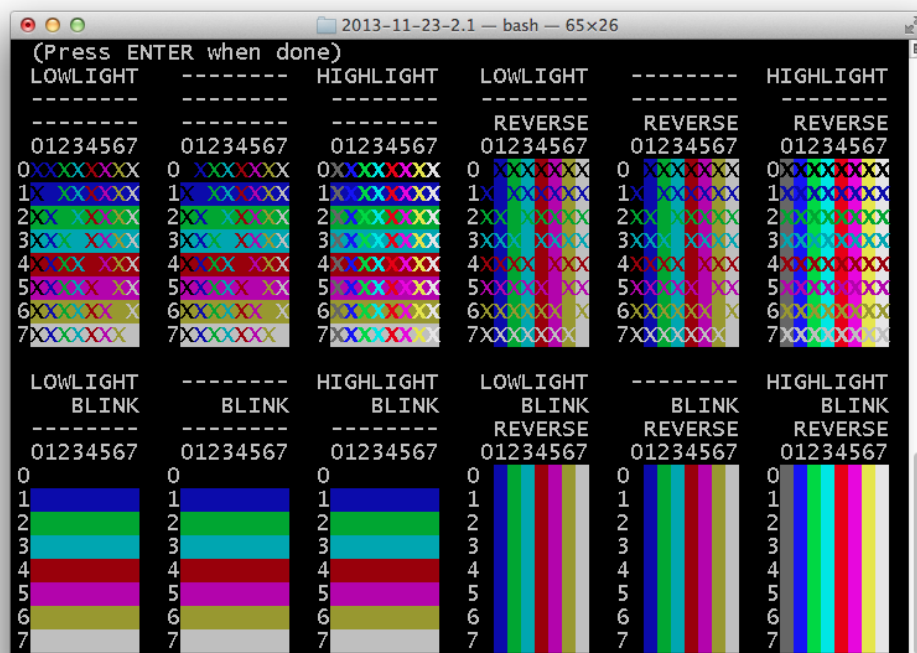 2013-11-23-2.1 — bash — 65×26
(Press ENTER when done)
LOWLIGHT -------- HIGHLIGHT LOWLIGHT -------- HIGHLIGHT
-------- -------- -------- -------- -------- --------
-------- -------- -------- REVERSE REVERSE REVERSE
01234567 01234567 01234567 01234567 01234567 01234567
0 XXXXXXX 0 XXXXXXX 0XXXXXXXX 0 XXXXXXX 0 XXXXXXX 0XXXXXXXX
1X XXXXXX 1X XXXXXX 1XXXXXXXX 1X XXXXXX 1X XXXXXX 1XXXXXXXX
2XX XXXXX 2XX XXXXX 2XXXXXXXX 2XX XXXXX 2XX XXXXX 2XXXXXXXX
3XXX XXXX 3XXX XXXX 3XXXXXXXX 3XXX XXXX 3XXX XXXX 3XXXXXXXX
4XXXX XXX 4XXXX XXX 4XXXXXXXX 4XXXX XXX 4XXXX XXX 4XXXXXXXX
5XXXXX XX 5XXXXX XX 5XXXXXXXX 5XXXXX XX 5XXXXX XX 5XXXXXXXX
6XXXXXX X 6XXXXXX X 6XXXXXXXX 6XXXXXX X 6XXXXXX X 6XXXXXXXX
7XXXXXXX 7XXXXXXX 7XXXXXXXX 7XXXXXXX 7XXXXXXX 7XXXXXXXX
LOWLIGHT -------- HIGHLIGHT LOWLIGHT -------- HIGHLIGHT
BLINK BLINK BLINK BLINK BLINK BLINK
-------- -------- -------- REVERSE REVERSE REVERSE
01234567 01234567 01234567 01234567 01234567 01234567
0 0 0 0 0 0
1 1 1 1 1 1
2 2 2 2 2 2
3 3 3 3 3 3
4 4 4 4 4 4
5 5 5 5 5 5
6 6 6 6 6 6
7 7 7 7 7 7